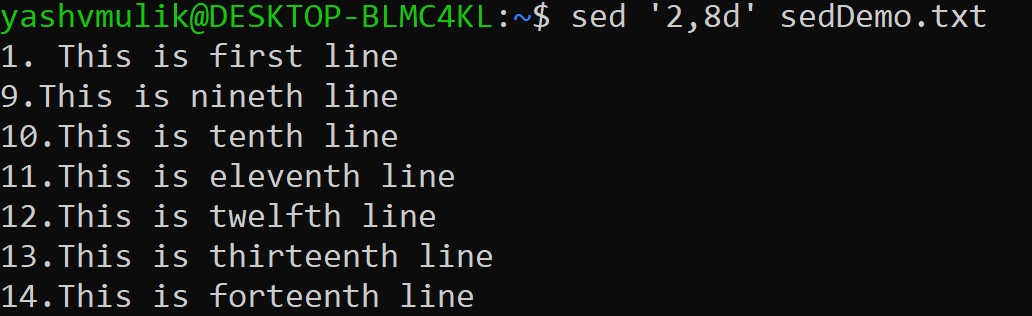 yashvmulik@DESKTOP-BLMC4KL:~$ sed '2,8d' sedDemo.txt
1. This is first line
9.This is nineth line
10.This is tenth line
11.This is eleventh line
12.This is twelfth line
13.This is thirteenth line
14.This is forteenth line